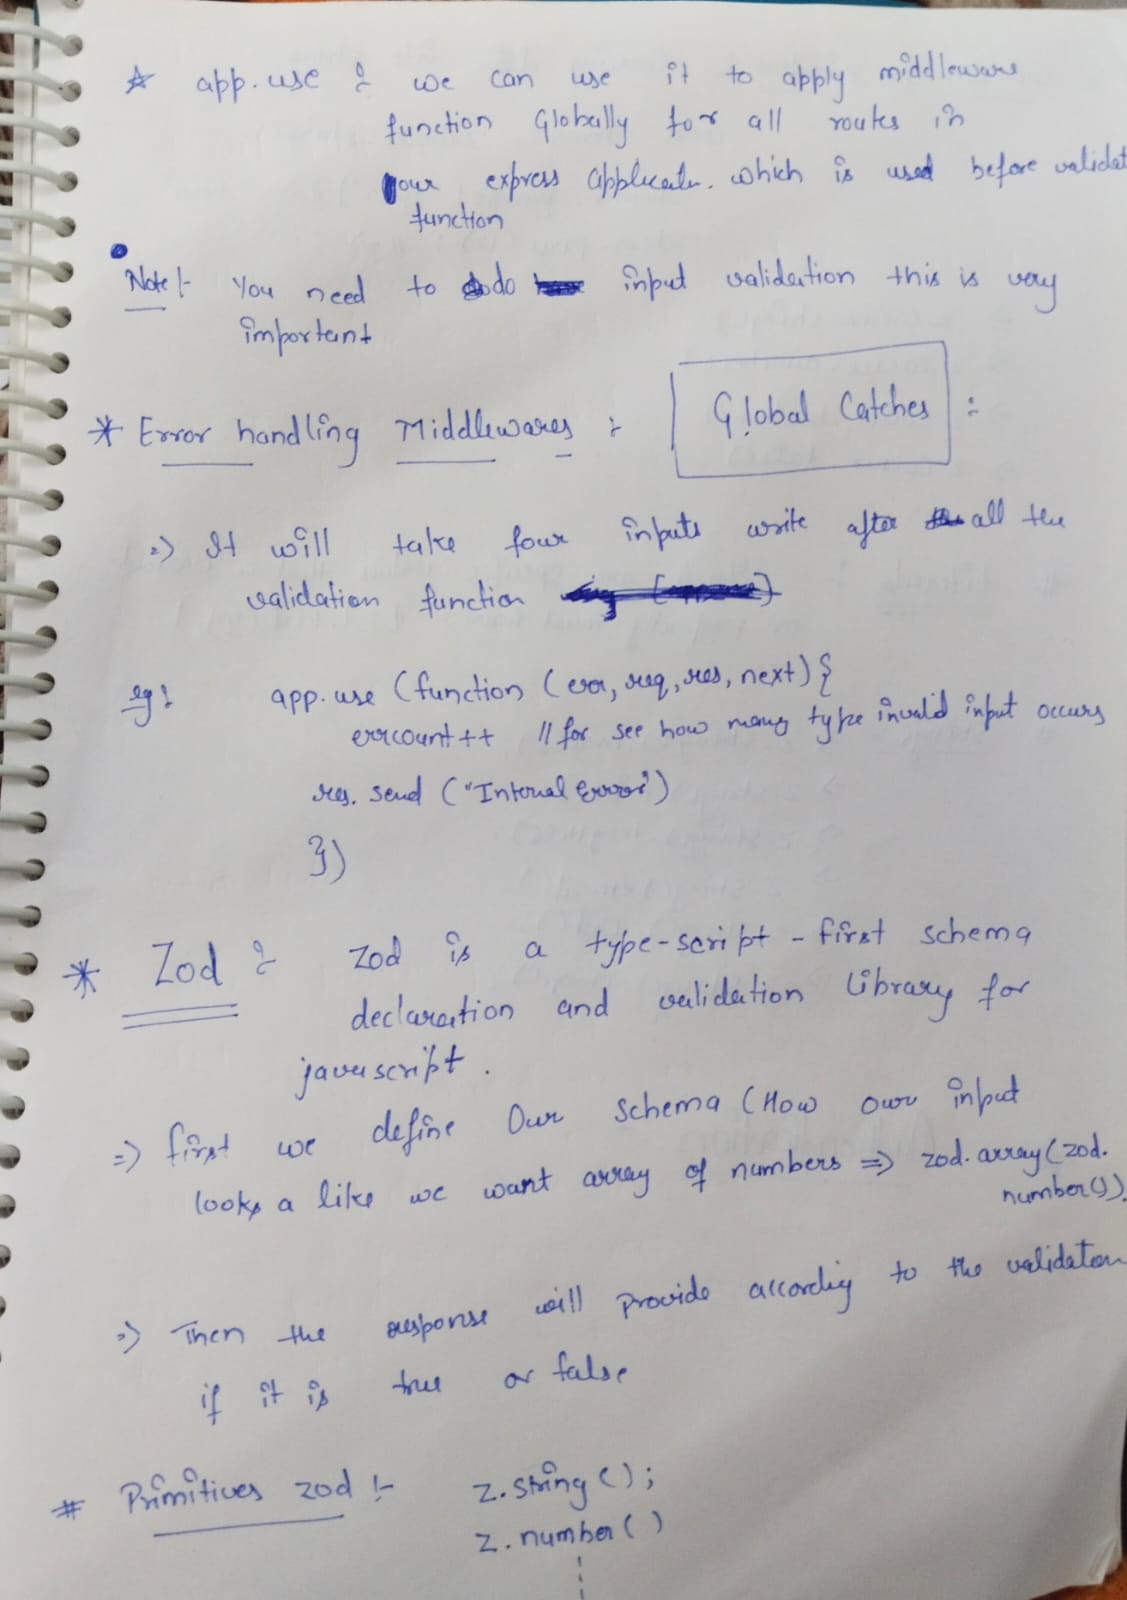 ☆ app.use :- we can use it to apply middleware
function Globally for all routes in
your express applicatn. which is used before validat
function
Note :- You need to do input validation this is very
important
* Error handling Middlewares :- Global Catches :
=> It will take four inputs write after all the
validation function
eg: app.use (function (err, req, res, next) {
errcount++ // for see how many type invalid input occurs
res. send ("Internal Error")
})
* Zod :- Zod is a type-script - first schema
declaration and validation library for
javascript.
=> first we define Our schema (How our input
looks a like we want array of numbers => zod.array(zod.
number()).
=> Then the response will provide accordig to the validation
if it is true or false
# Primitives zod :- z.string();
z.number()